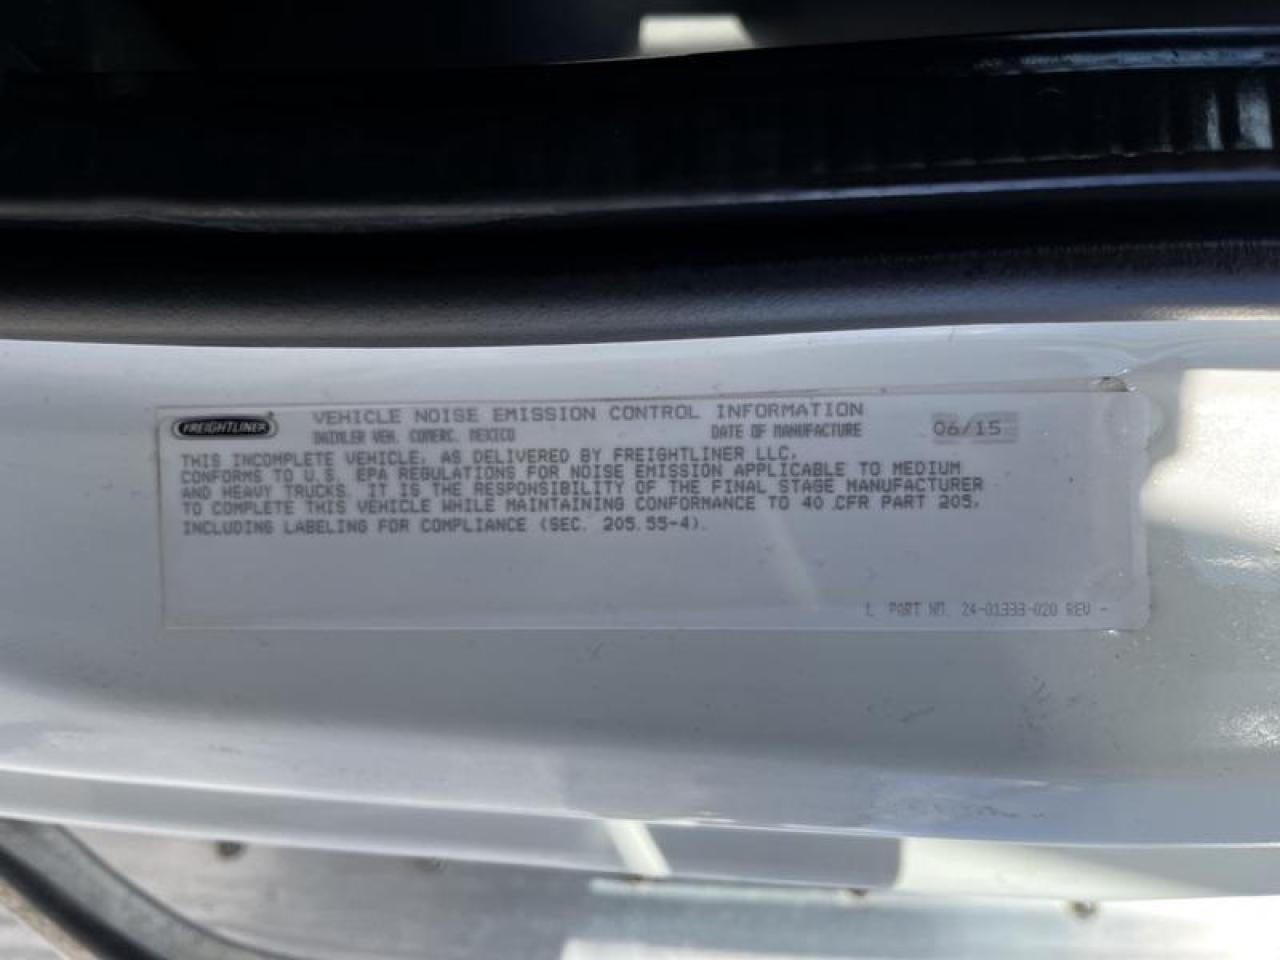 FREIGHTLINER VEHICLE NOISE EMISSION CONTROL INFORMATION
DAIMLER VEH. COMERC. MEXICO DATE OF MANUFACTURE 06/15
THIS INCOMPLETE VEHICLE, AS DELIVERED BY FREIGHTLINER LLC,
CONFORMS TO U.S. EPA REGULATIONS FOR NOISE EMISSION APPLICABLE TO MEDIUM
AND HEAVY TRUCKS. IT IS THE RESPONSIBILITY OF THE FINAL STAGE MANUFACTURER
TO COMPLETE THIS VEHICLE WHILE MAINTAINING CONFORMANCE TO 40 CFR PART 205,
INCLUDING LABELING FOR COMPLIANCE (SEC. 205.55-4).
PART NM. 24-01333-020 REV -